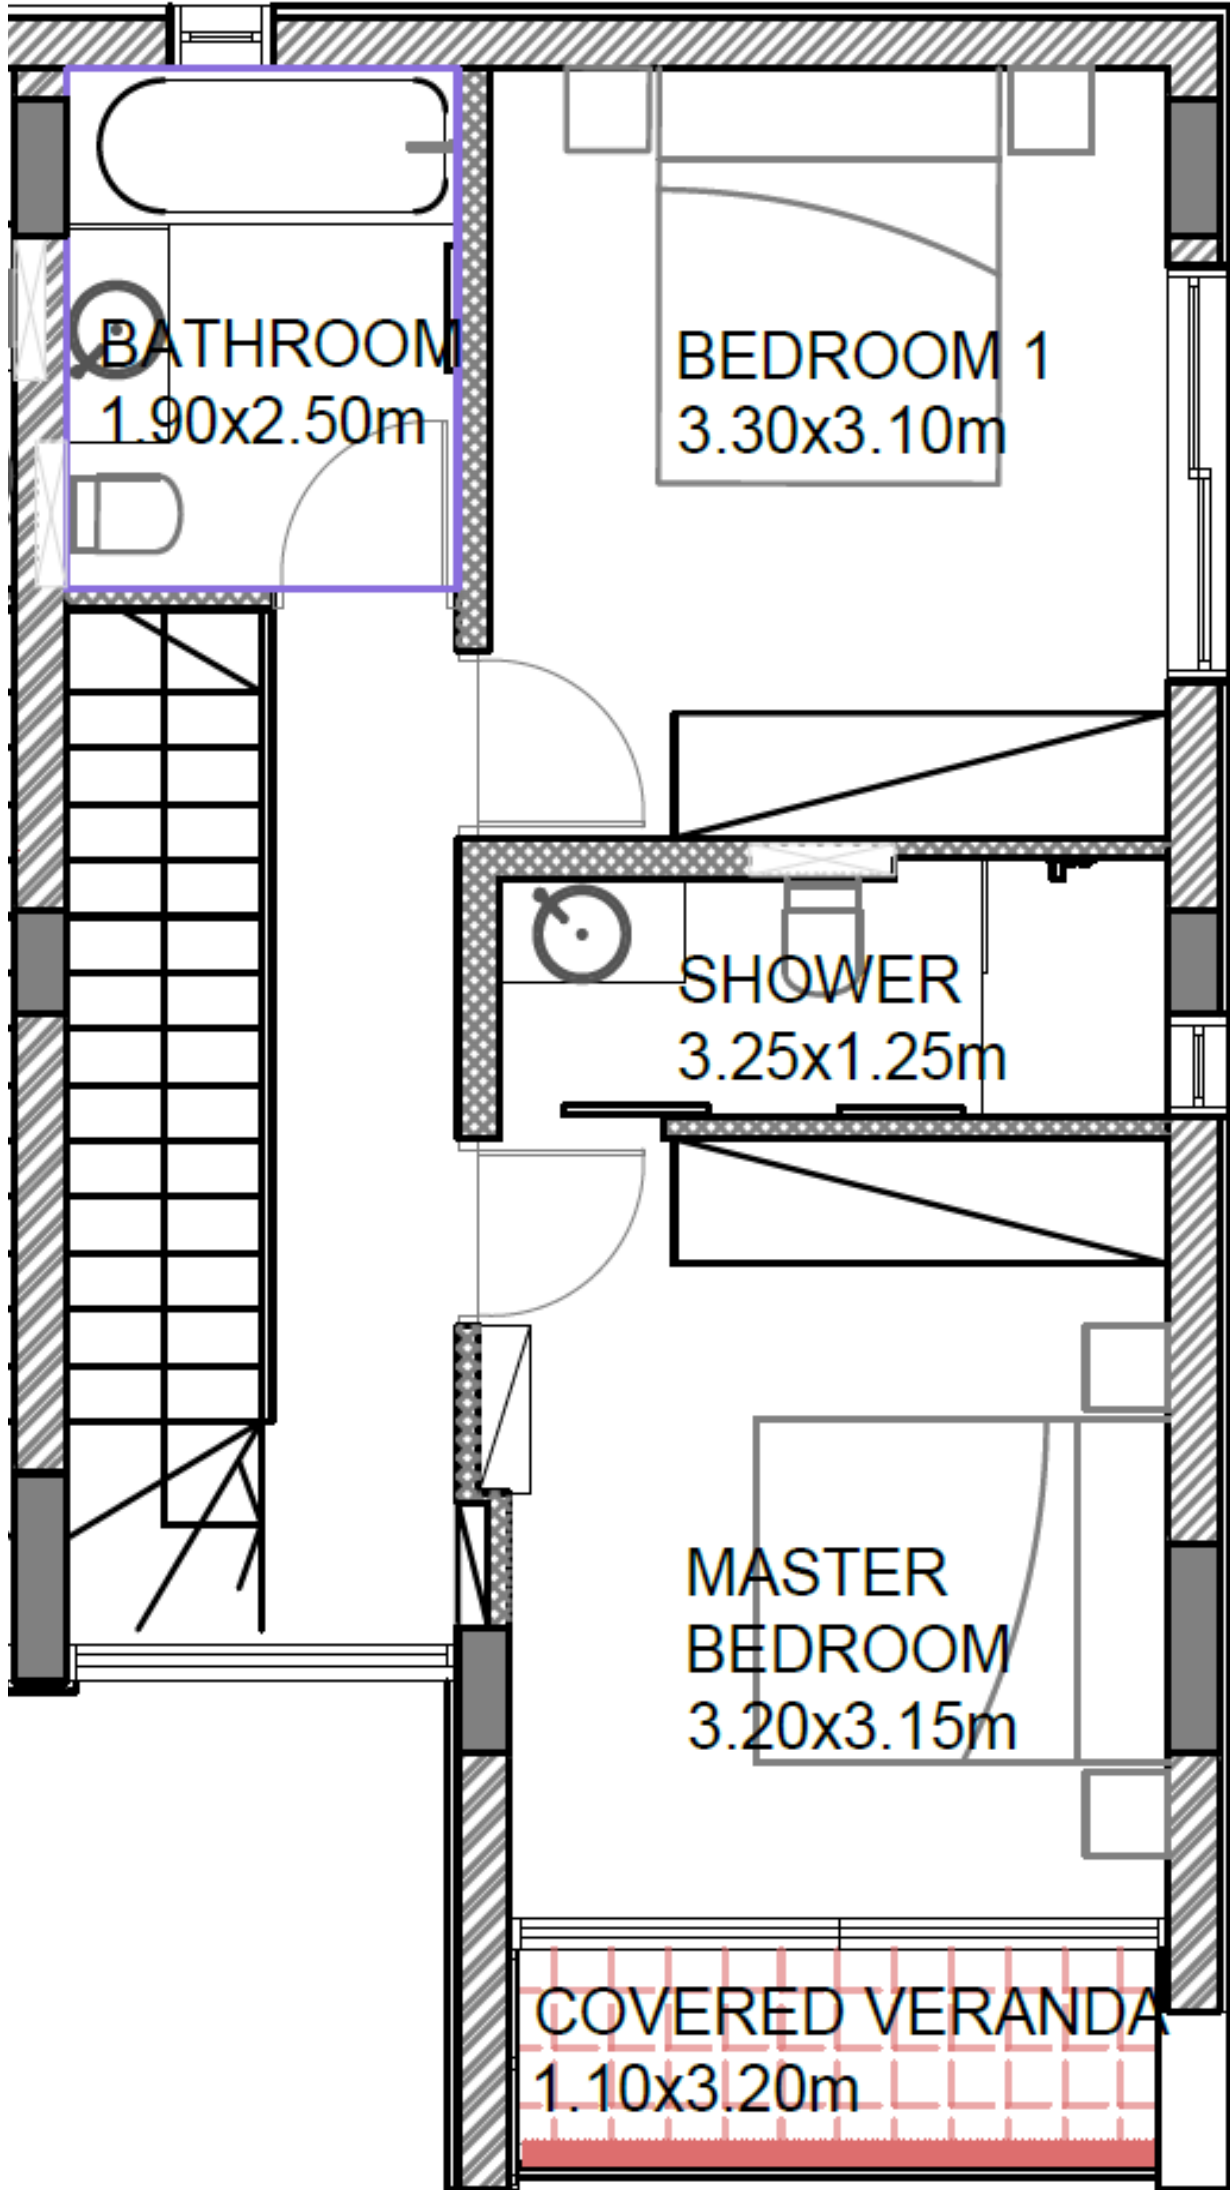 BATHROOM
1.90x2.50m
BEDROOM 1
3.30x3.10m
SHOWER
3.25x1.25m
MASTER
BEDROOM
3.20x3.15m
COVERED VERANDA
1.10x3.20m